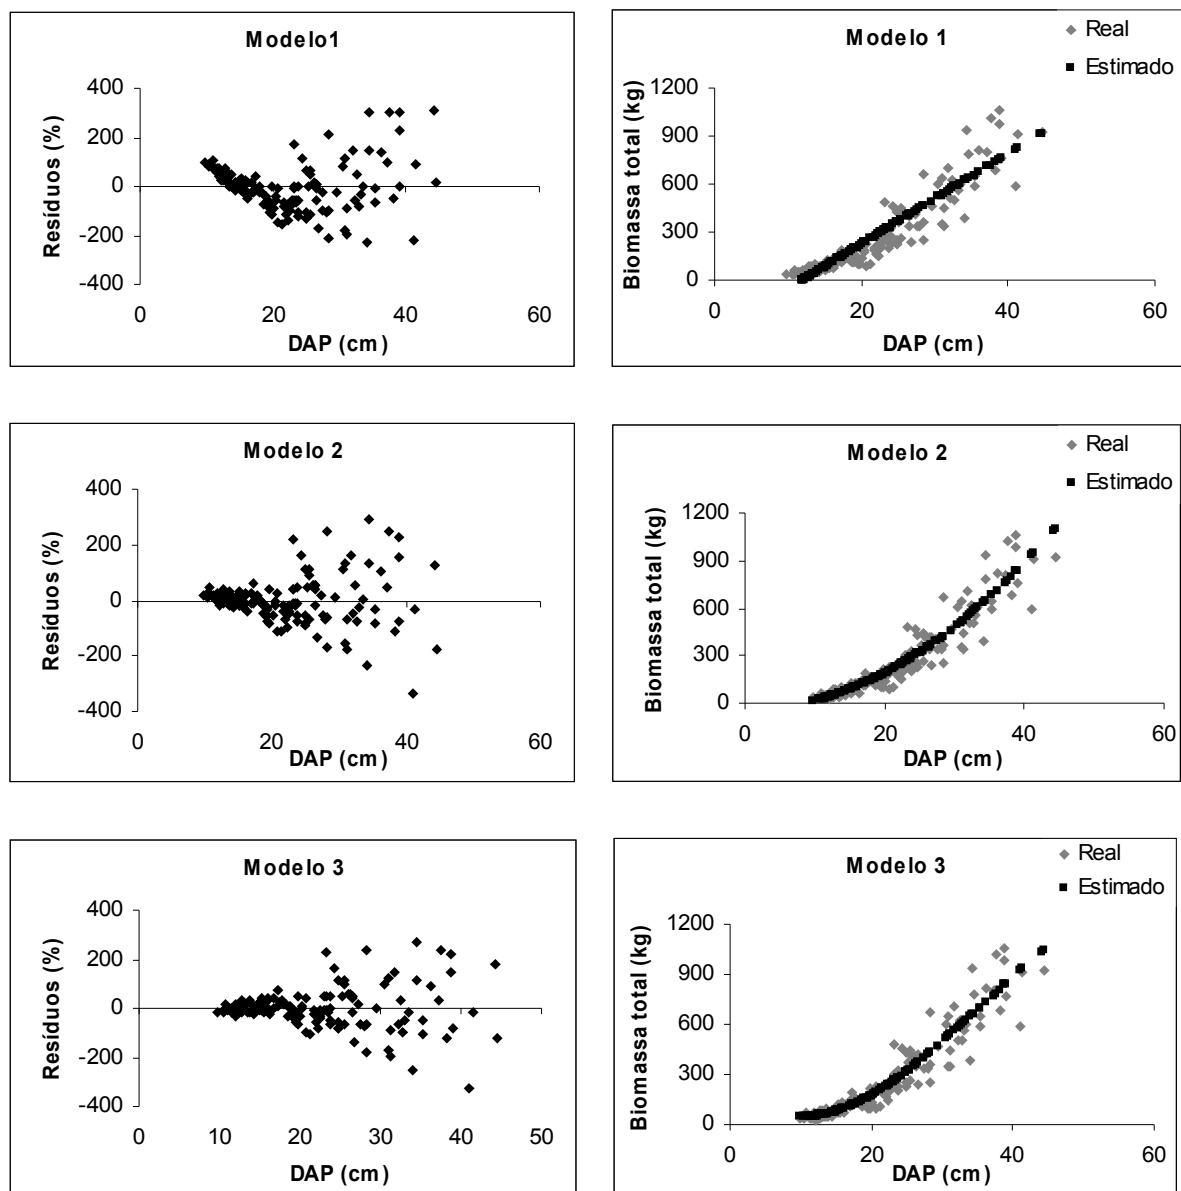 Modelo1
Resíduos (%)
400
200
0
-200
-400
0
20
40
60
DAP (cm)
Modelo 1
Real
Estimado
Biomassa total (kg)
1200
900
600
300
0
0
20
40
60
DAP (cm)
Modelo 2
Resíduos (%)
400
200
0
-200
-400
0
20
40
60
DAP (cm)
Modelo 2
Real
Estimado
Biomassa total (kg)
1200
900
600
300
0
0
20
40
60
DAP (cm)
Modelo 3
Resíduos (%)
400
200
0
-200
-400
0
10
20
30
40
50
DAP (cm)
Modelo 3
Real
Estimado
Biomassa total (kg)
1200
900
600
300
0
0
20
40
60
DAP (cm)